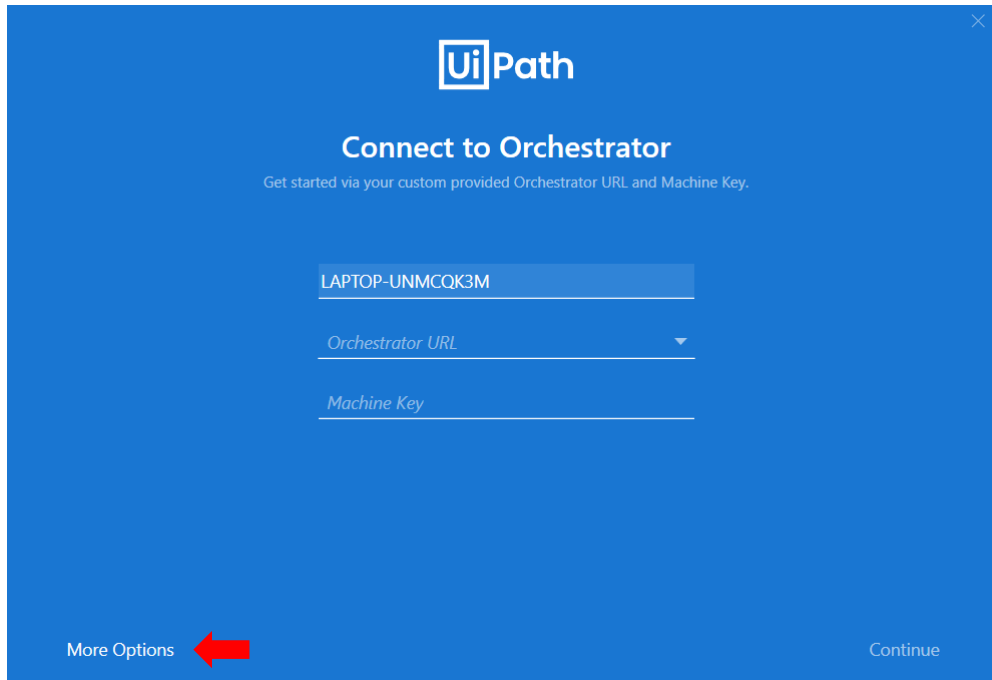 UiPath
Connect to Orchestrator
Get started via your custom provided Orchestrator URL and Machine Key.
LAPTOP-UNMCQK3M
Orchestrator URL
Machine Key
More Options
Continue